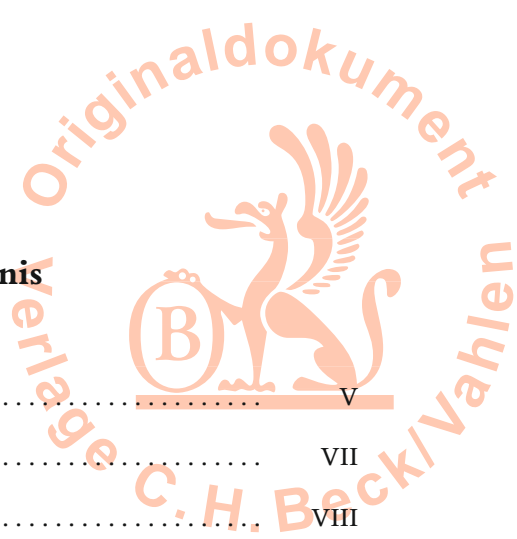 Originaldokument
nis
B
.................... V
.................... VII
.................... VIII
Verlage C.H.Beck/Vahlen